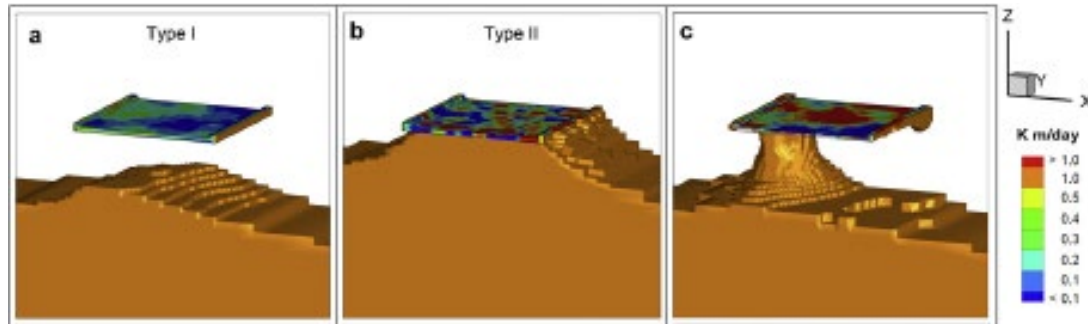 a
Type I
b
Type II
c
Z
Y
X
K m/day
> 1.0
1.0
0.5
0.4
0.3
0.2
0.1
< 0.1